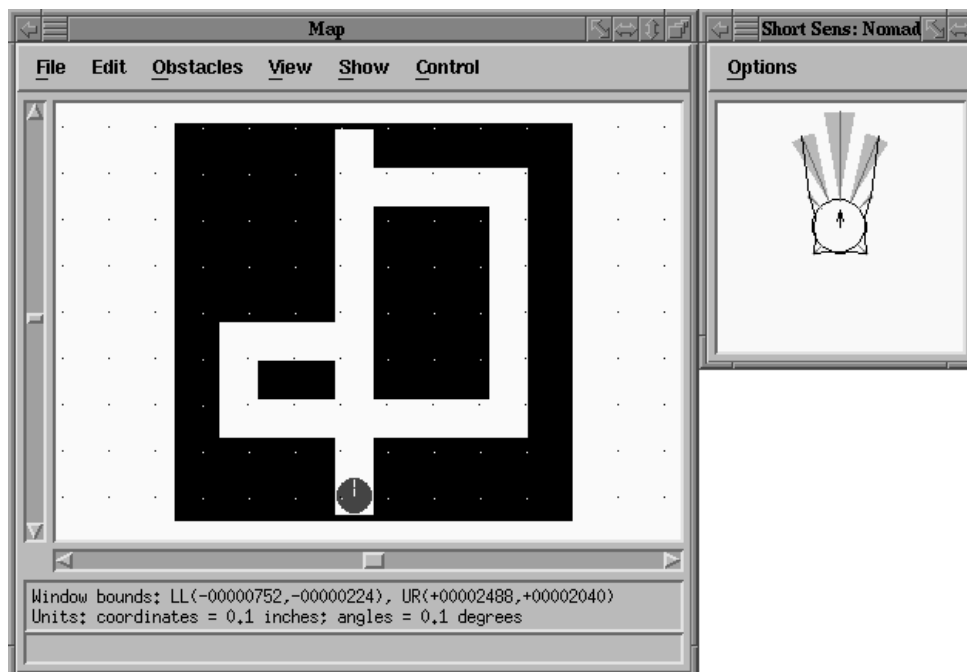 Map
File Edit Obstacles View Show Control
Window bounds: LL(-00000752,-00000224), UR(+00002488,+00002040)
Units: coordinates = 0.1 inches; angles = 0.1 degrees
Short Sens: Nomad
Options